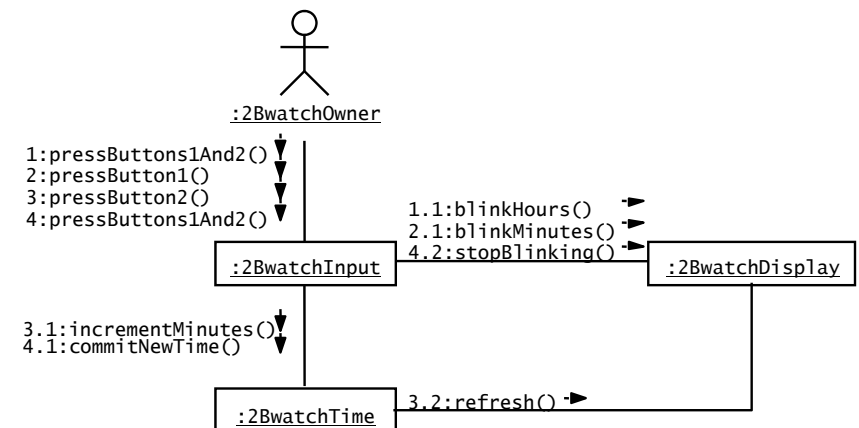 :2BwatchOwner
1:pressButtons1And2()
2:pressButton1()
3:pressButton2()
4:pressButtons1And2()
1.1:blinkHours()
2.1:blinkMinutes()
4.2:stopBlinking()
:2BwatchInput
:2BwatchDisplay
3.1:incrementMinutes()
4.1:commitNewTime()
3.2:refresh()
:2BwatchTime